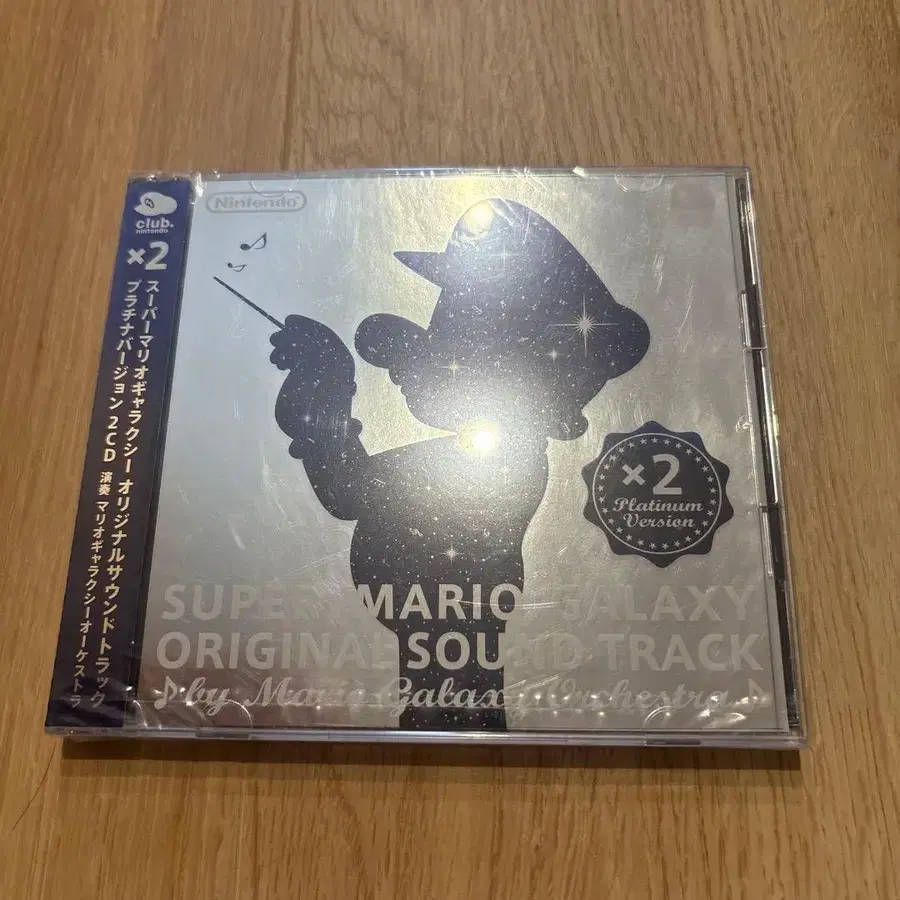 club.
nintendo
×2
スーパーマリオギャラクシー オリジナルサウンドトラック
プラチナバージョン 2CD 演奏 マリオギャラクシーオーケストラ
Nintendo
×2
Platinum
Version
SUPER MARIO GALAXY
ORIGINAL SOUND TRACK
♪ by Mario Galaxy Orchestra ♪